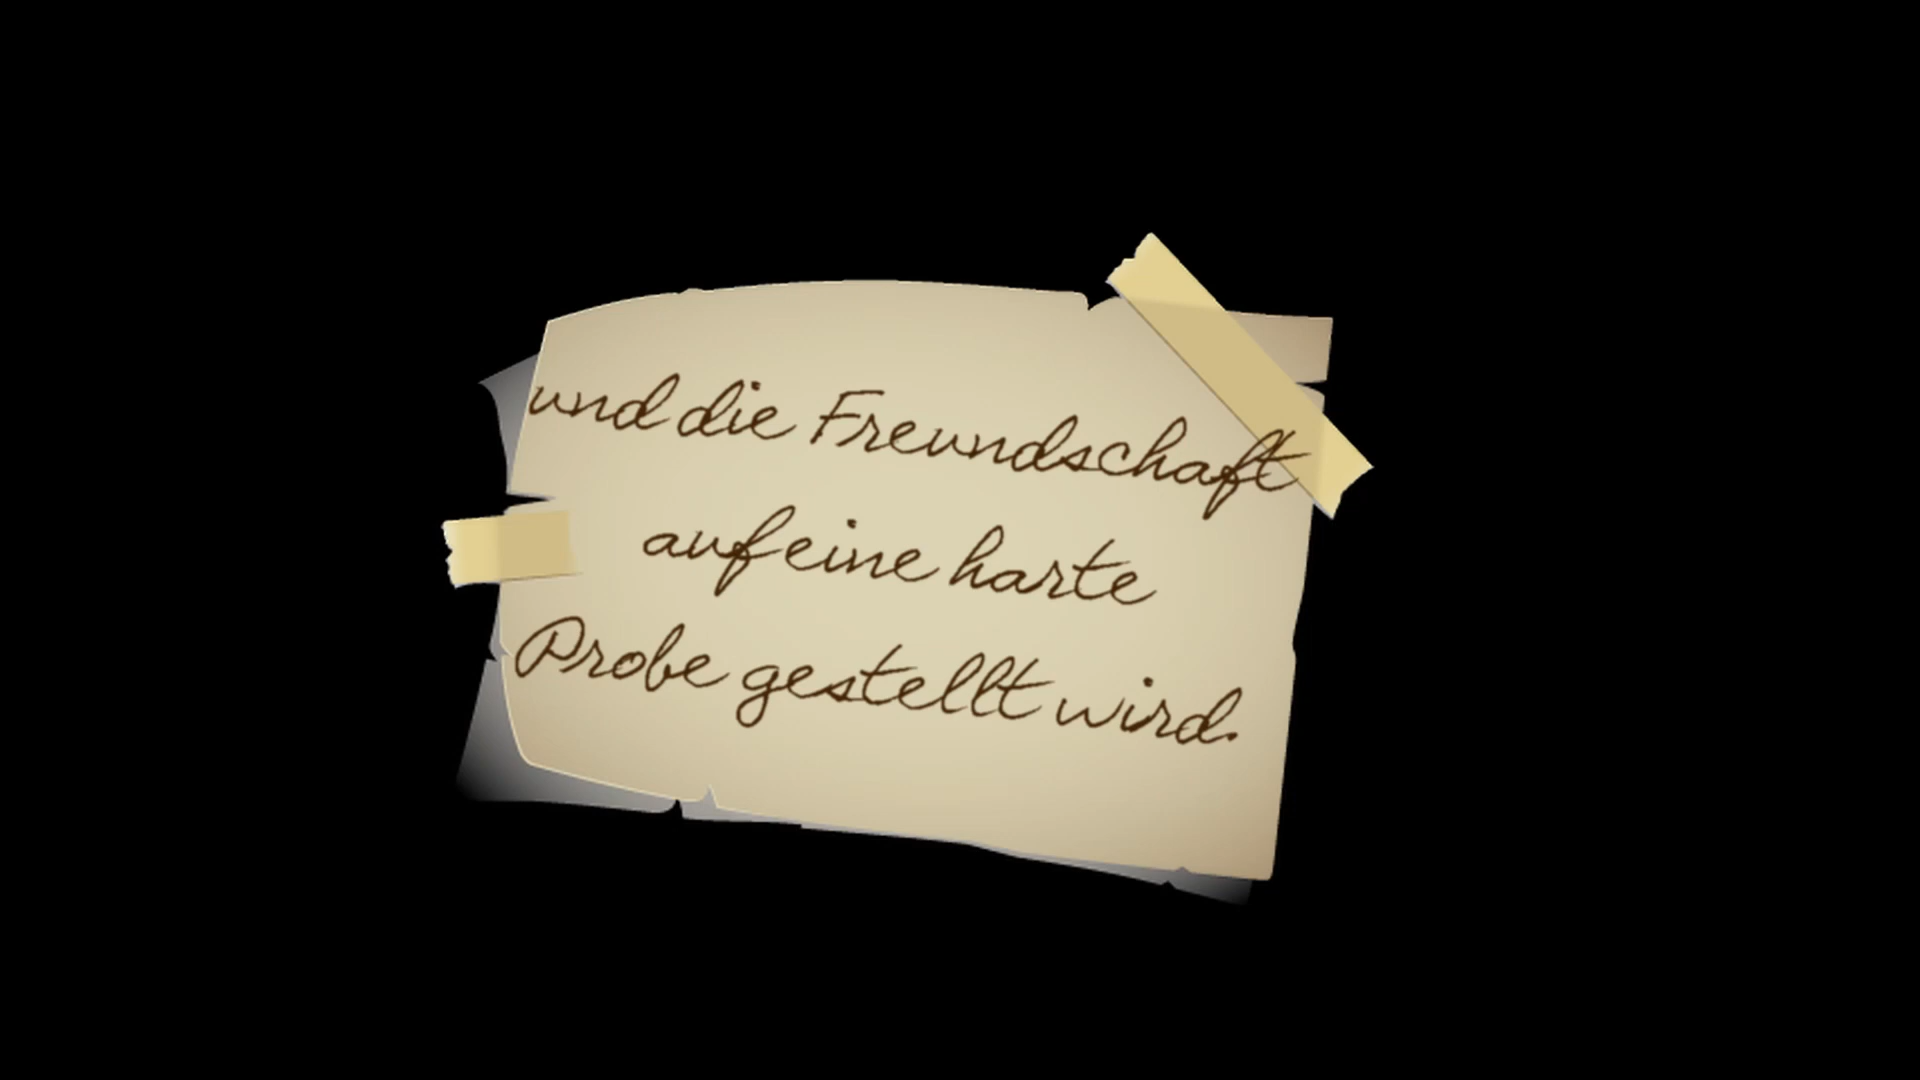 und die Freundschaft
auf eine harte
Probe gestellt wird.